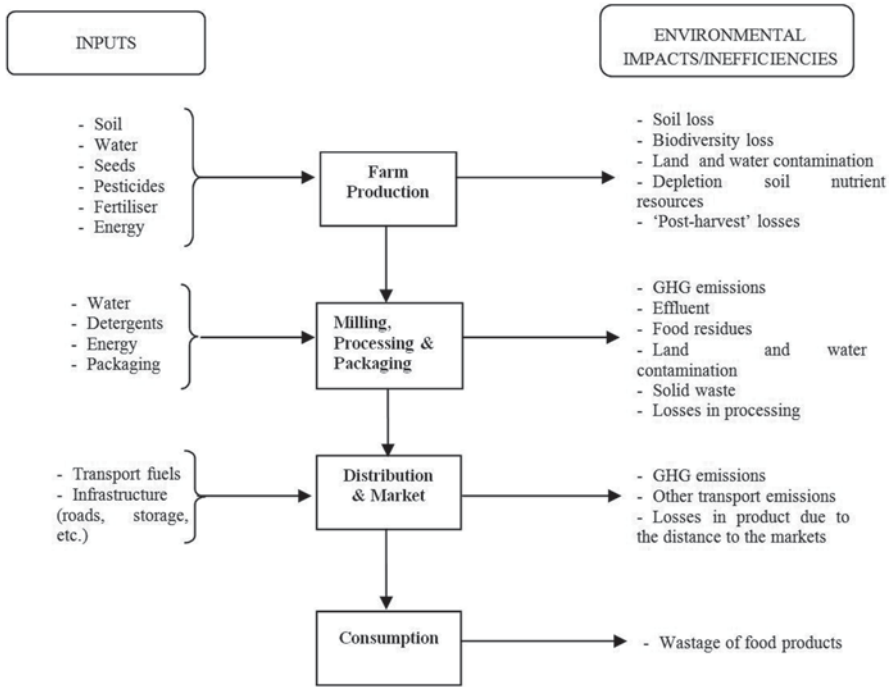 INPUTS
ENVIRONMENTAL
IMPACTS/INEFFICIENCIES
- Soil
- Water
- Seeds
- Pesticides
- Fertiliser
- Energy
Farm
Production
- Soil loss
- Biodiversity loss
- Land and water contamination
- Depletion soil nutrient
resources
- ‘Post-harvest’ losses
- Water
- Detergents
- Energy
- Packaging
Milling,
Processing &
Packaging
- GHG emissions
- Effluent
- Food residues
- Land and water
contamination
- Solid waste
- Losses in processing
- Transport fuels
- Infrastructure
(roads, storage,
etc.)
Distribution
& Market
- GHG emissions
- Other transport emissions
- Losses in product due to
the distance to the markets
Consumption
- Wastage of food products